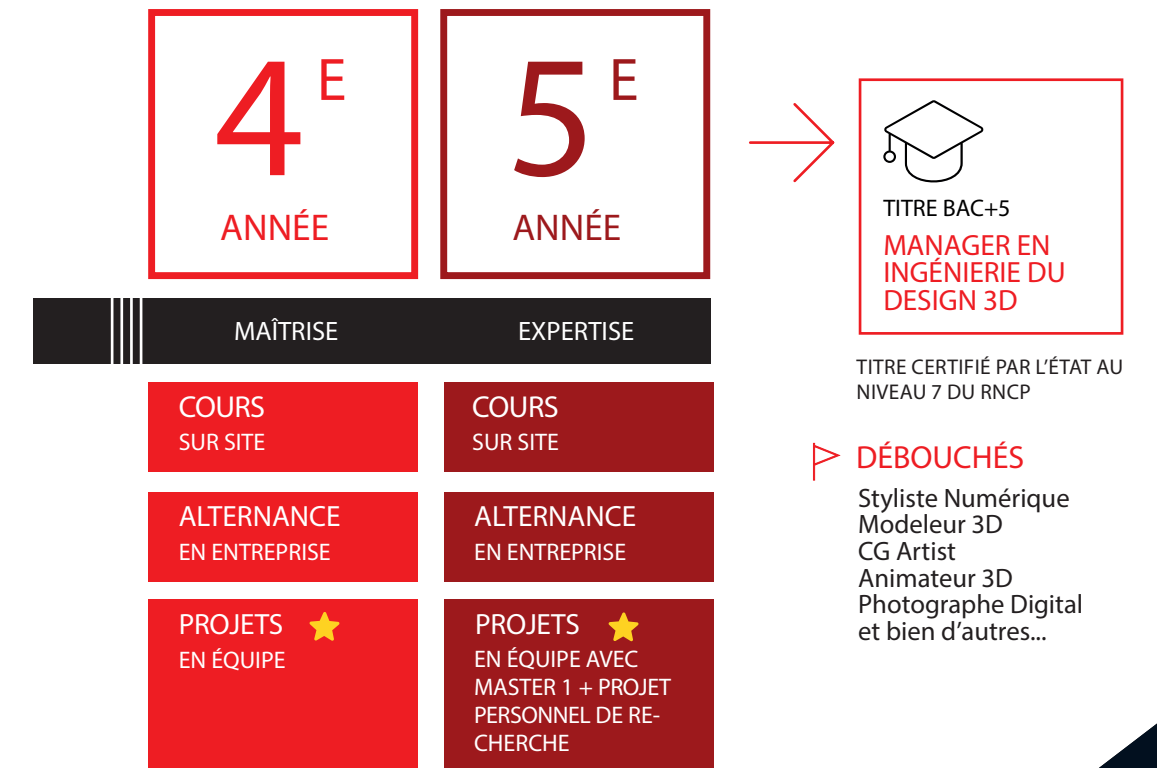 4E
ANNÉE
5E
ANNÉE
MAÎTRISE
EXPERTISE
COURS
SUR SITE
COURS
SUR SITE
ALTERNANCE
EN ENTREPRISE
ALTERNANCE
EN ENTREPRISE
PROJETS
EN ÉQUIPE
PROJETS
EN ÉQUIPE AVEC
MASTER 1 + PROJET
PERSONNEL DE RE-
CHERCHE
TITRE BAC+5
MANAGER EN
INGÉNIERIE DU
DESIGN 3D
TITRE CERTIFIÉ PAR L’ÉTAT AU
NIVEAU 7 DU RNCP
DÉBOUCHÉS
Styliste Numérique
Modeleur 3D
CG Artist
Animateur 3D
Photographe Digital
et bien d’autres...